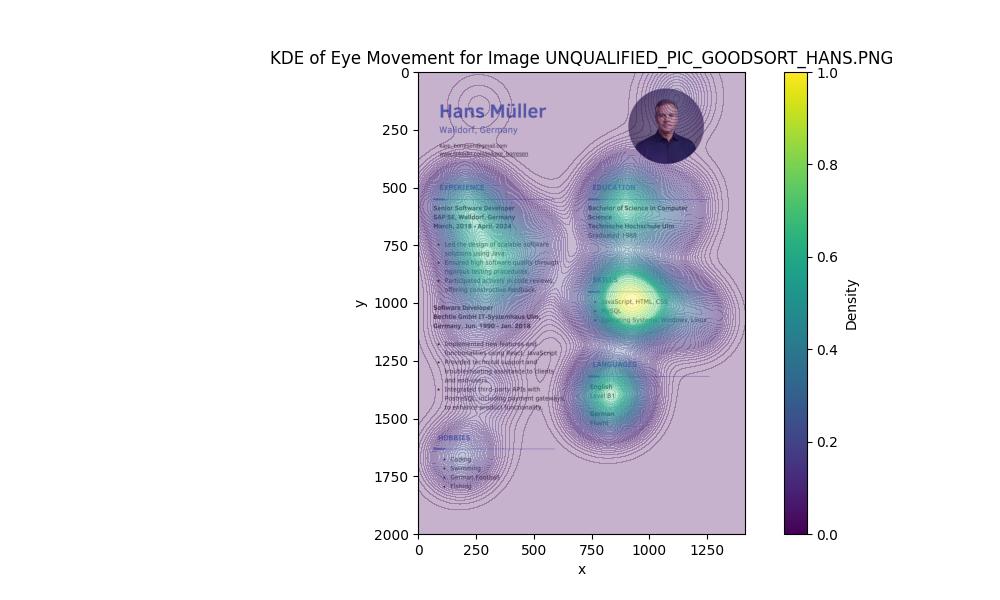 KDE of Eye Movement for Image UNQUALIFIED_PIC_GOODSORT_HANS.PNG
0
250
500
750
1000
1250
1500
1750
2000
y
0
250
500
750
1000
1250
x
1.0
0.8
0.6
0.4
0.2
0.0
Density
Hans Müller
Walldorf, Germany
EXPERIENCE
Senior Software Developer
SAP SE, Walldorf, Germany
March, 2018 - April, 2024
• Led the design of scalable software
solutions using Java.
• Ensured high software quality through
rigorous testing procedures.
• Participated actively in code reviews,
offering constructive feedback.
Software Developer
Bechtle GmbH IT-Systemhaus Ulm,
Germany, Jun. 1990 - Jan. 2018
• Implemented new features and
functionalities using React, JavaScript
• Provided technical support and
troubleshooting assistance to clients
and end-users.
• Integrated third-party APIs with
PostgreSQL, including payment gateways,
to enhance product functionality.
HOBBIES
• Coding
• Swimming
• German Football
• Fishing
EDUCATION
Bachelor of Science in Computer
Science
Technische Hochschule Ulm
Graduated 1988
SKILLS
• JavaScript, HTML, CSS
• MySQL
• Operating Systems: Windows, Linux
LANGUAGES
English
Level B1
German
Fluent